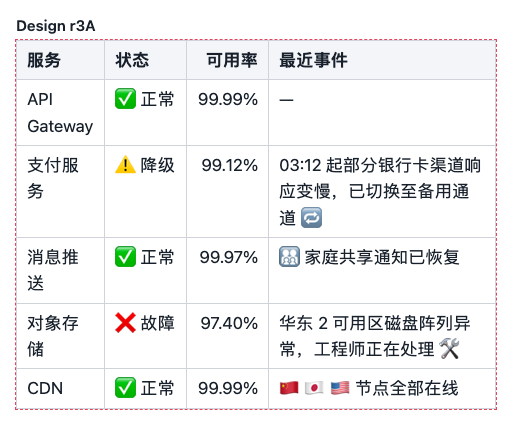 Design r3A
服务 状态 可用率 最近事件
API Gateway ✅ 正常 99.99% —
支付服务 ⚠️ 降级 99.12% 03:12 起部分银行卡渠道响应变慢，已切换至备用通道 🔁
消息推送 ✅ 正常 99.97% 👨‍👩‍👧‍👦 家庭共享通知已恢复
对象存储 ❌ 故障 97.40% 华东 2 可用区磁盘阵列异常，工程师正在处理 🛠️
CDN ✅ 正常 99.99% 🇨🇳 🇯🇵 🇺🇸 节点全部在线